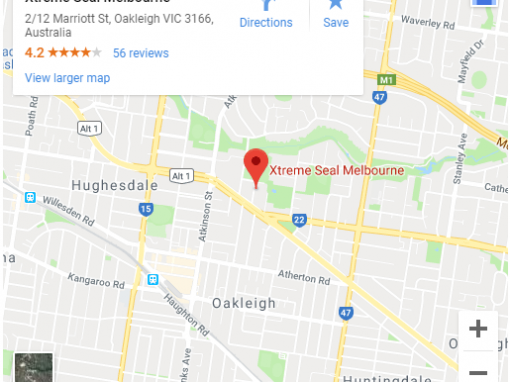 Xtreme Seal Melbourne
2/12 Marriott St, Oakleigh VIC 3166,
Australia
4.2
56 reviews
View larger map
Directions
Save
Waverley Rd
Mayfield Dr
M1
47
Poath Rd
Alt 1
Stanley Ave
Alt 1
Xtreme Seal Melbourne
Hughesdale
Atkinson St
Willesden Rd
15
22
Kangaroo Rd
Atherton Rd
Haughton Rd
Oakleigh
47
Huntingdale